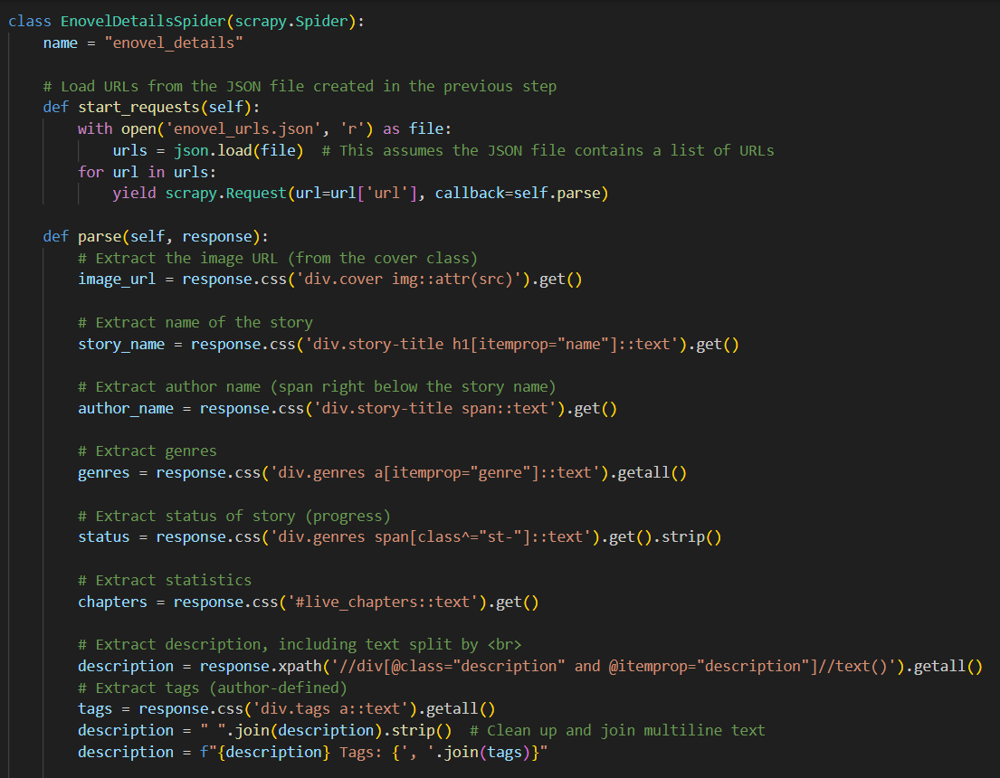 class EnovelDetailsSpider(scrapy.Spider):
    name = "enovel_details"

    # Load URLs from the JSON file created in the previous step
    def start_requests(self):
        with open('enovel_urls.json', 'r') as file:
            urls = json.load(file)  # This assumes the JSON file contains a list of URLs
        for url in urls:
            yield scrapy.Request(url=url['url'], callback=self.parse)

    def parse(self, response):
        # Extract the image URL (from the cover class)
        image_url = response.css('div.cover img::attr(src)').get()

        # Extract name of the story
        story_name = response.css('div.story-title h1[itemprop="name"]::text').get()

        # Extract author name (span right below the story name)
        author_name = response.css('div.story-title span::text').get()

        # Extract genres
        genres = response.css('div.genres a[itemprop="genre"]::text').getall()

        # Extract status of story (progress)
        status = response.css('div.genres span[class^="st-"]::text').get().strip()

        # Extract statistics
        chapters = response.css('#live_chapters::text').get()

        # Extract description, including text split by <br>
        description = response.xpath('//div[@class="description" and @itemprop="description"]//text()').getall()
        # Extract tags (author-defined)
        tags = response.css('div.tags a::text').getall()
        description = " ".join(description).strip()  # Clean up and join multiline text
        description = f"{description} Tags: {', '.join(tags)}"